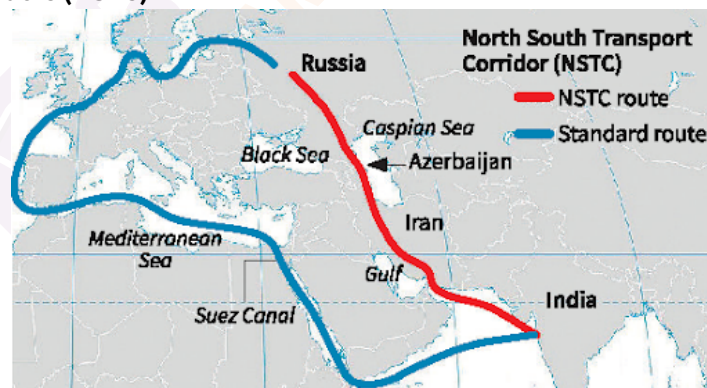 North South Transport
Corridor (NSTC)
NSTC route
Standard route
Russia
Caspian Sea
Black Sea
Azerbaijan
Iran
Mediterranean
Sea
Gulf
Suez Canal
India